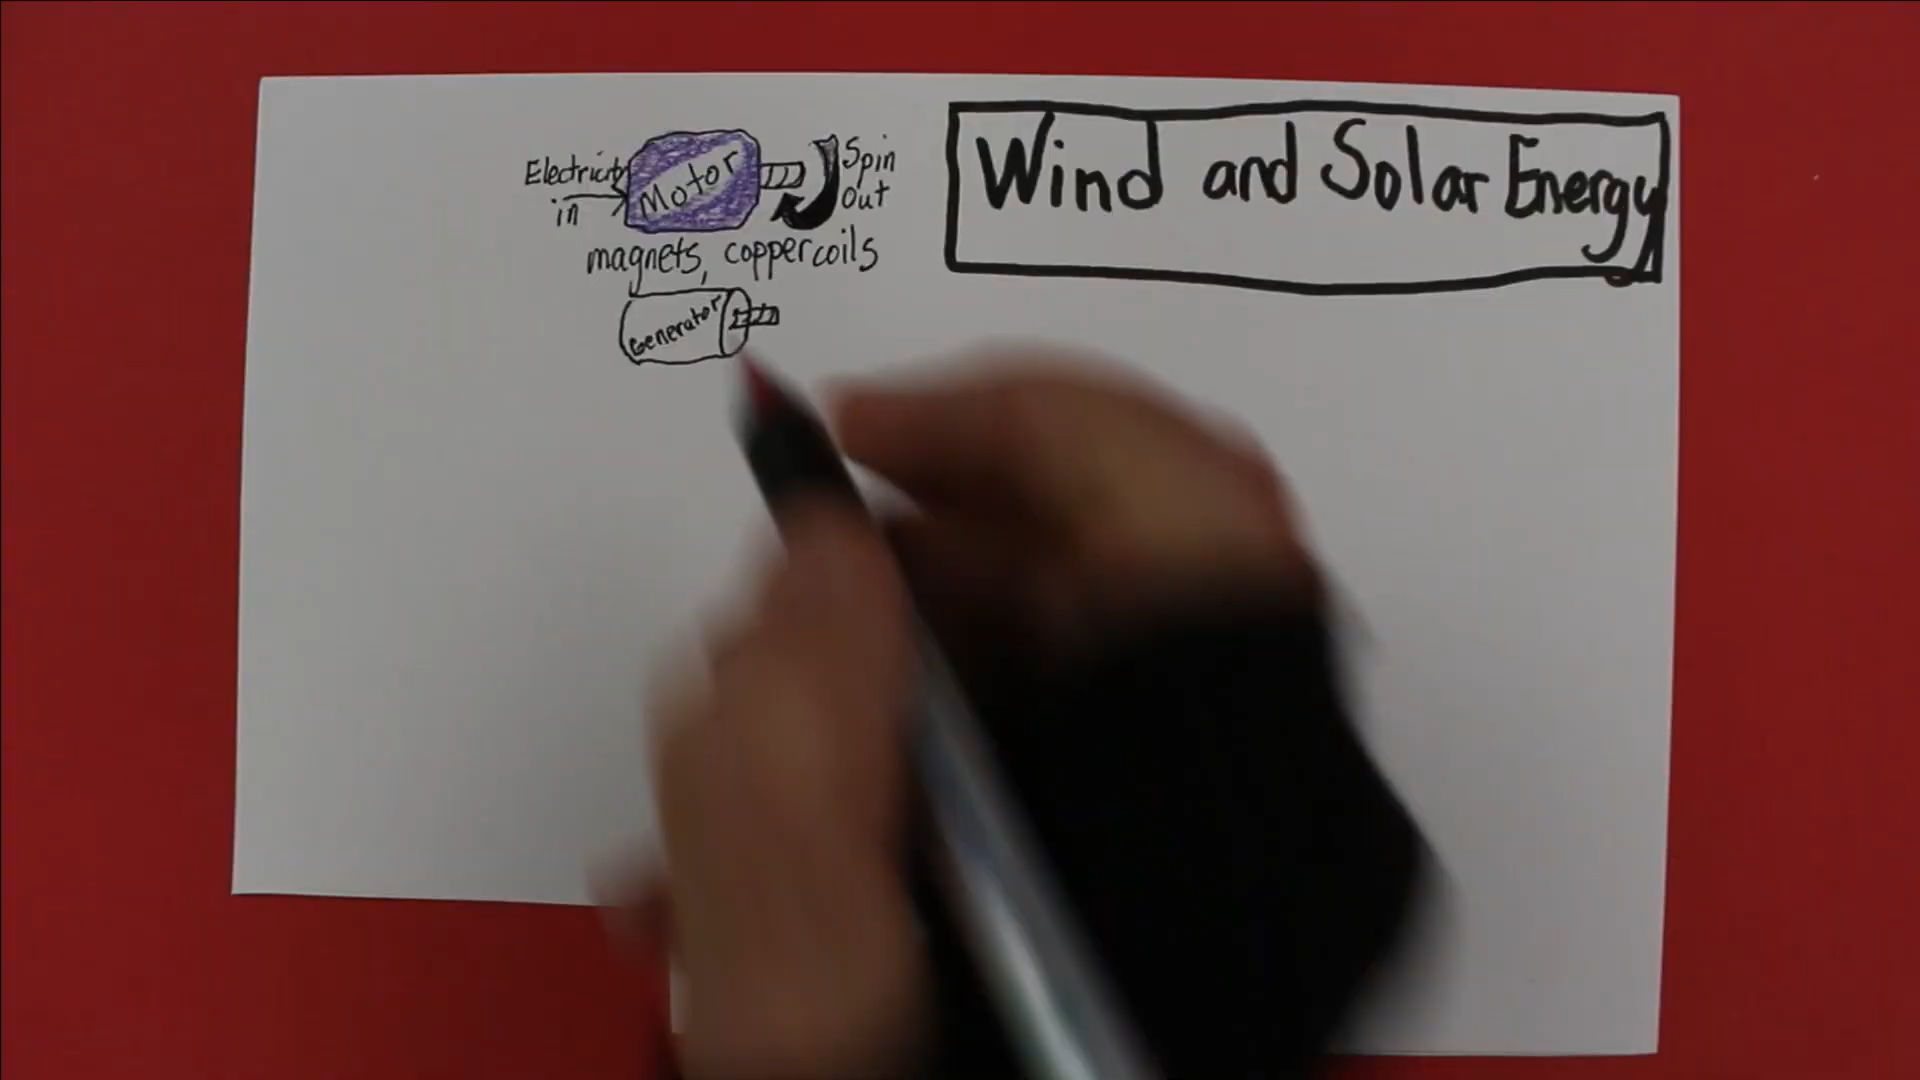 Wind and Solar Energy
Electricity
in
Motor
Spin
Out
magnets, copper coils
Generator